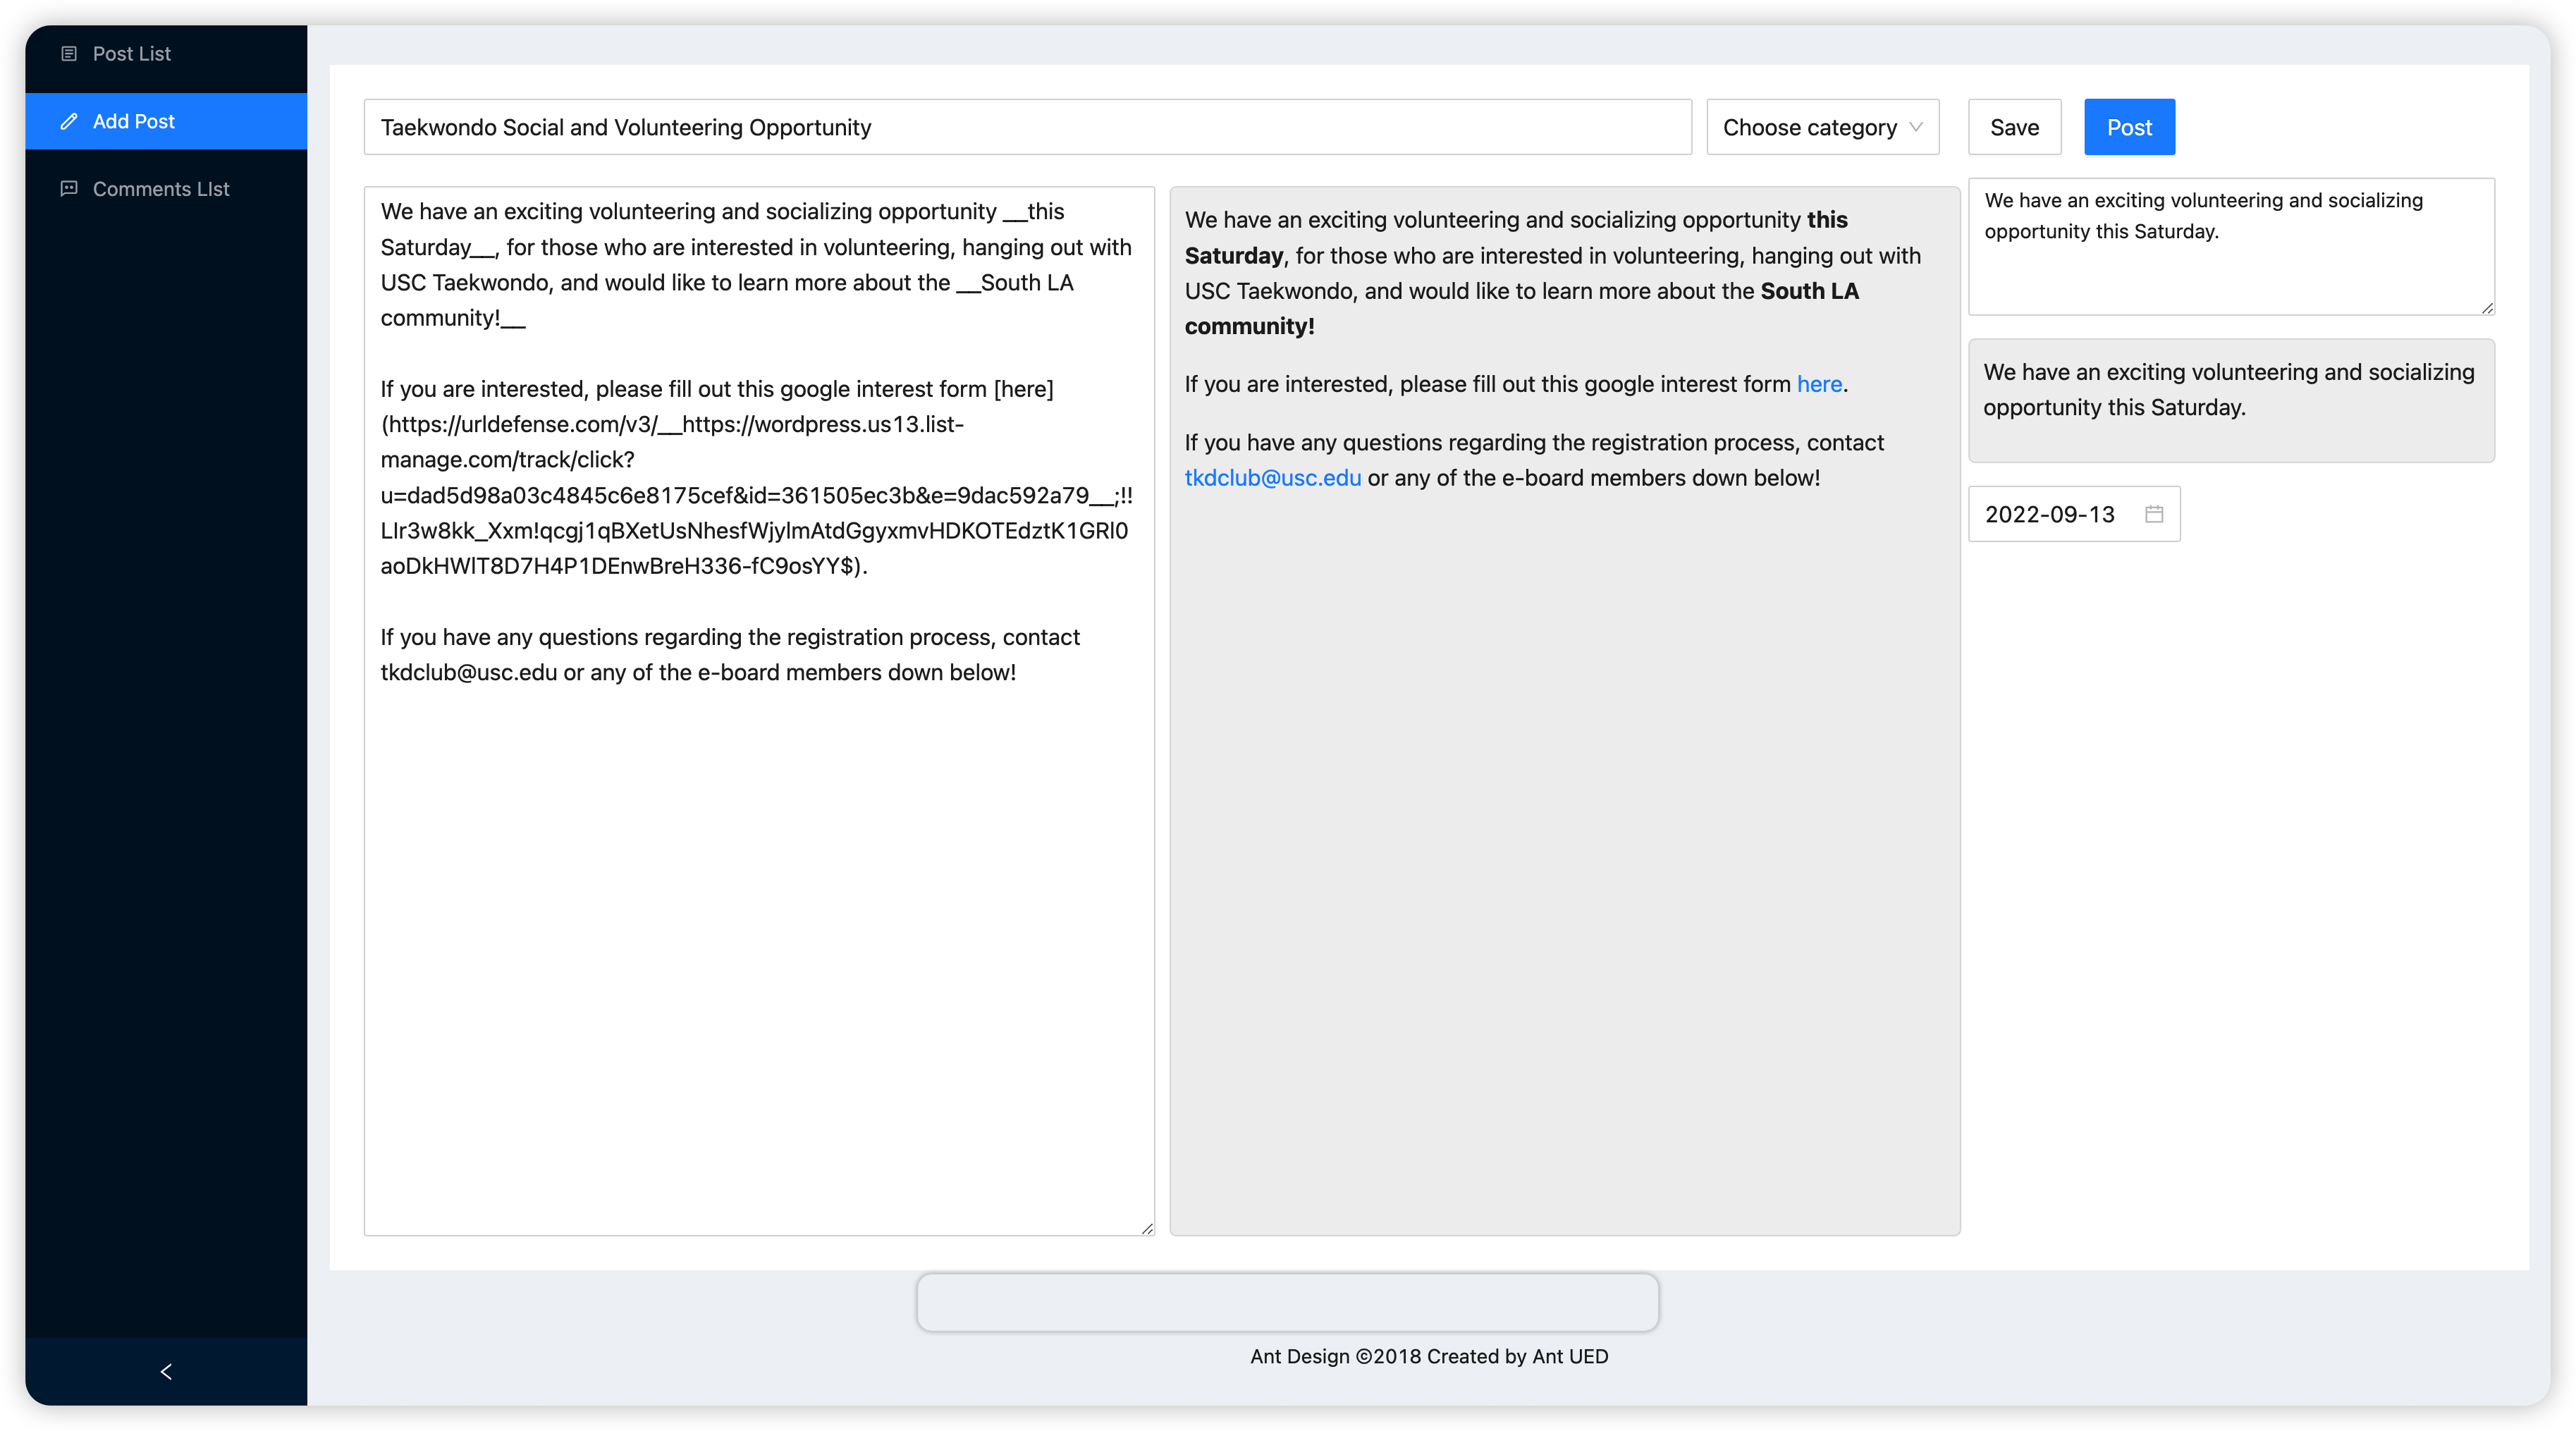 Post List
Add Post
Comments LIst
Taekwondo Social and Volunteering Opportunity
Choose category
Save
Post
We have an exciting volunteering and socializing opportunity __this
Saturday__, for those who are interested in volunteering, hanging out with
USC Taekwondo, and would like to learn more about the __South LA
community!__
If you are interested, please fill out this google interest form [here]
(https://urldefense.com/v3/__https://wordpress.us13.list-
manage.com/track/click?
u=dad5d98a03c4845c6e8175cef&id=361505ec3b&e=9dac592a79__;!!
LIr3w8kk_Xxm!qcgj1qBXetUsNhesfWjylmAtdGgyxmvHDKOTEdztK1GRl0
aoDkHWlT8D7H4P1DEnwBreH336-fC9osYY$).
If you have any questions regarding the registration process, contact
tkdclub@usc.edu or any of the e-board members down below!
We have an exciting volunteering and socializing opportunity this
Saturday, for those who are interested in volunteering, hanging out with
USC Taekwondo, and would like to learn more about the South LA
community!
If you are interested, please fill out this google interest form here.
If you have any questions regarding the registration process, contact
tkdclub@usc.edu or any of the e-board members down below!
We have an exciting volunteering and socializing
opportunity this Saturday.
We have an exciting volunteering and socializing
opportunity this Saturday.
2022-09-13
Ant Design ©2018 Created by Ant UED